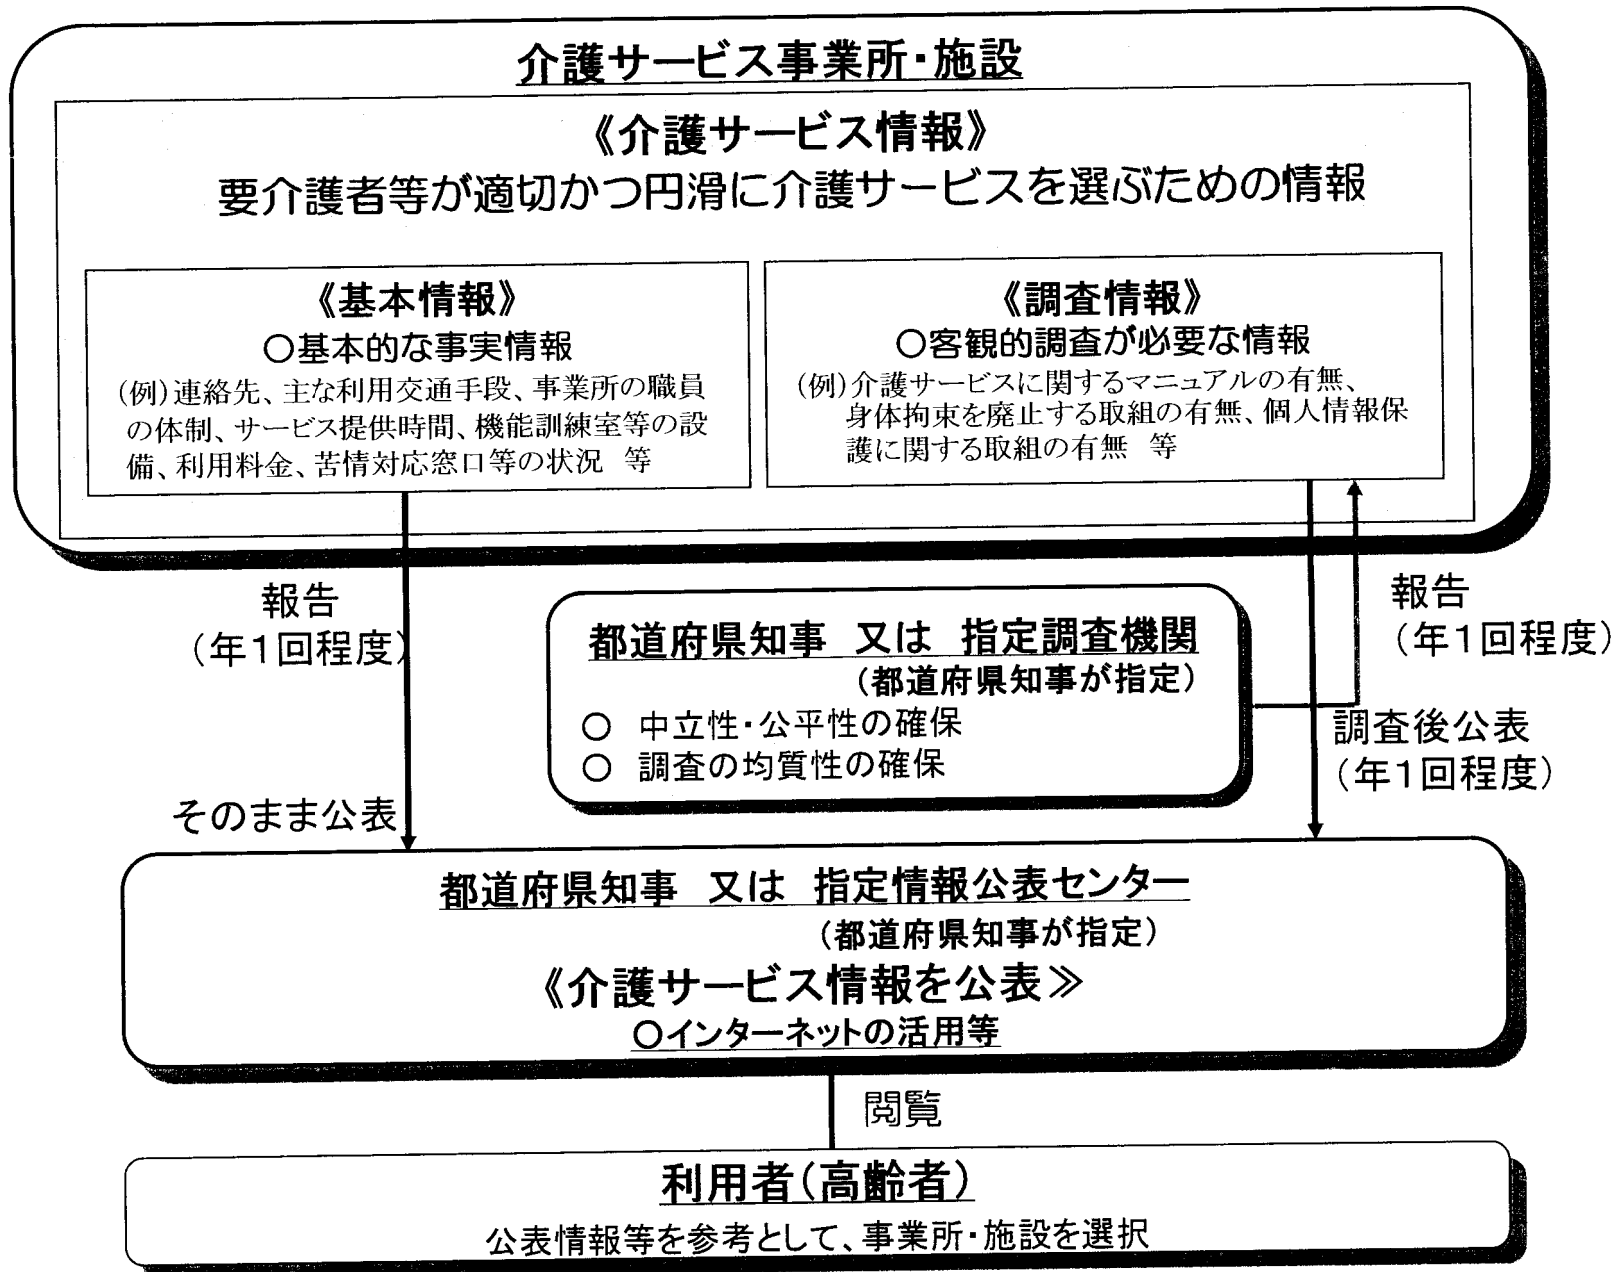 介護サービス事業所・施設
《介護サービス情報》
要介護者等が適切かつ円滑に介護サービスを選ぶための情報
《基本情報》
○基本的な事実情報
(例)連絡先、主な利用交通手段、事業所の職員
の体制、サービス提供時間、機能訓練室等の設
備、利用料金、苦情対応窓口等の状況 等
《調査情報》
○客観的調査が必要な情報
(例)介護サービスに関するマニュアルの有無、
身体拘束を廃止する取組の有無、個人情報保
護に関する取組の有無 等
報告
(年1回程度)
都道府県知事 又は 指定調査機関
(都道府県知事が指定)
○ 中立性・公平性の確保
○ 調査の均質性の確保
報告
(年1回程度)
調査後公表
(年1回程度)
そのまま公表
都道府県知事 又は 指定情報公表センター
(都道府県知事が指定)
《介護サービス情報を公表≫
○インターネットの活用等
閲覧
利用者(高齢者)
公表情報等を参考として、事業所・施設を選択